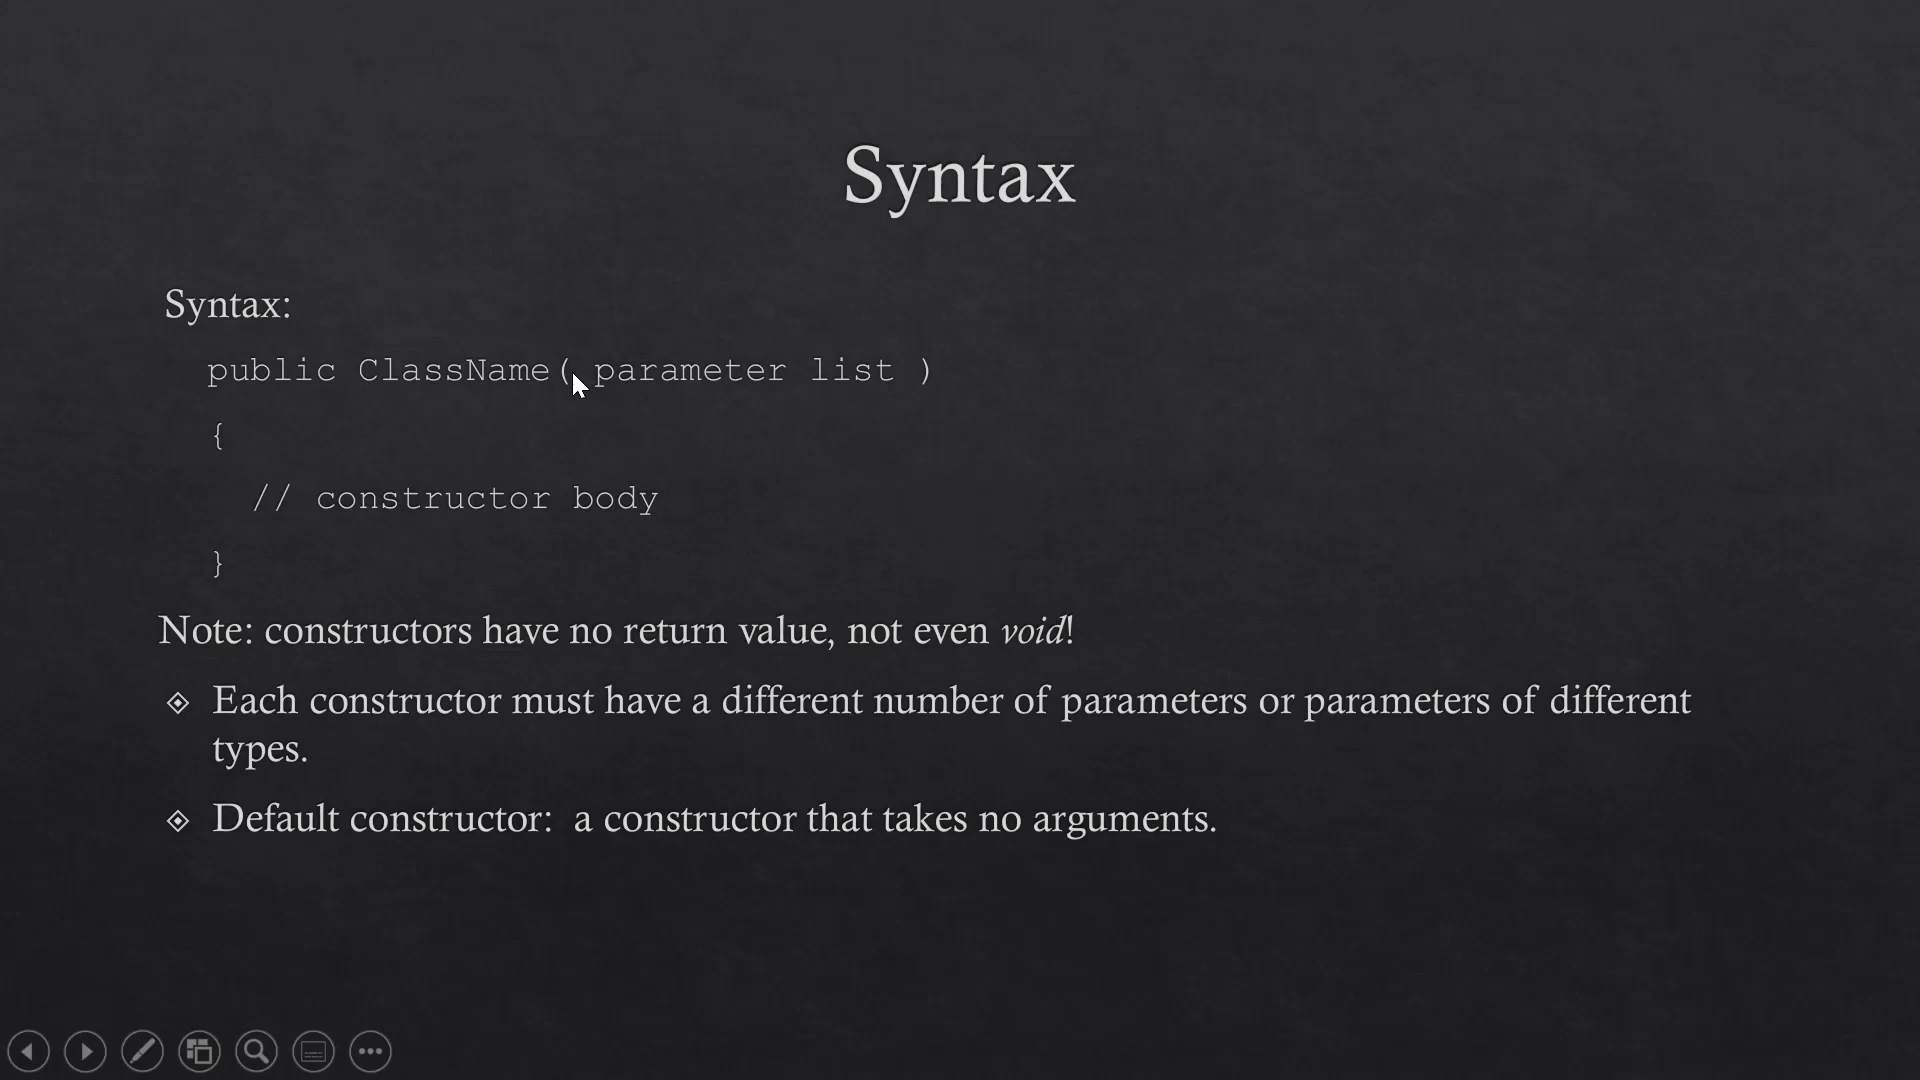 Syntax
Syntax:
public ClassName( parameter list )
{
// constructor body
}
Note: constructors have no return value, not even void!
Each constructor must have a different number of parameters or parameters of different
types.
Default constructor:  a constructor that takes no arguments.